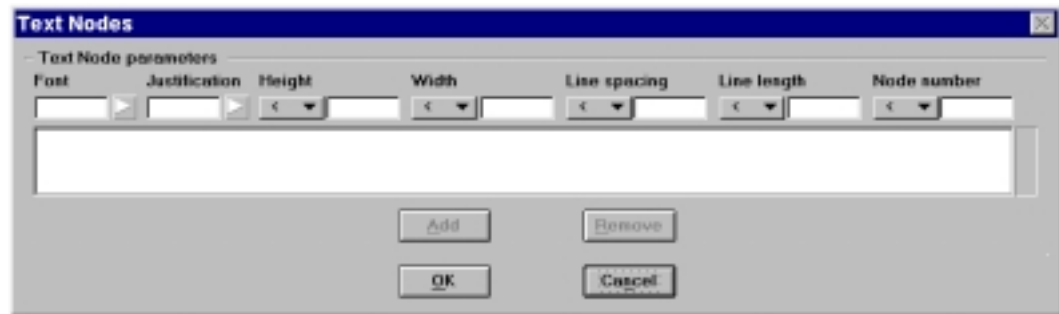 Text Nodes
Text Node parameters
Font Justification Height Width Line spacing Line length Node number
< < < < <
Add Remove
OK Cancel